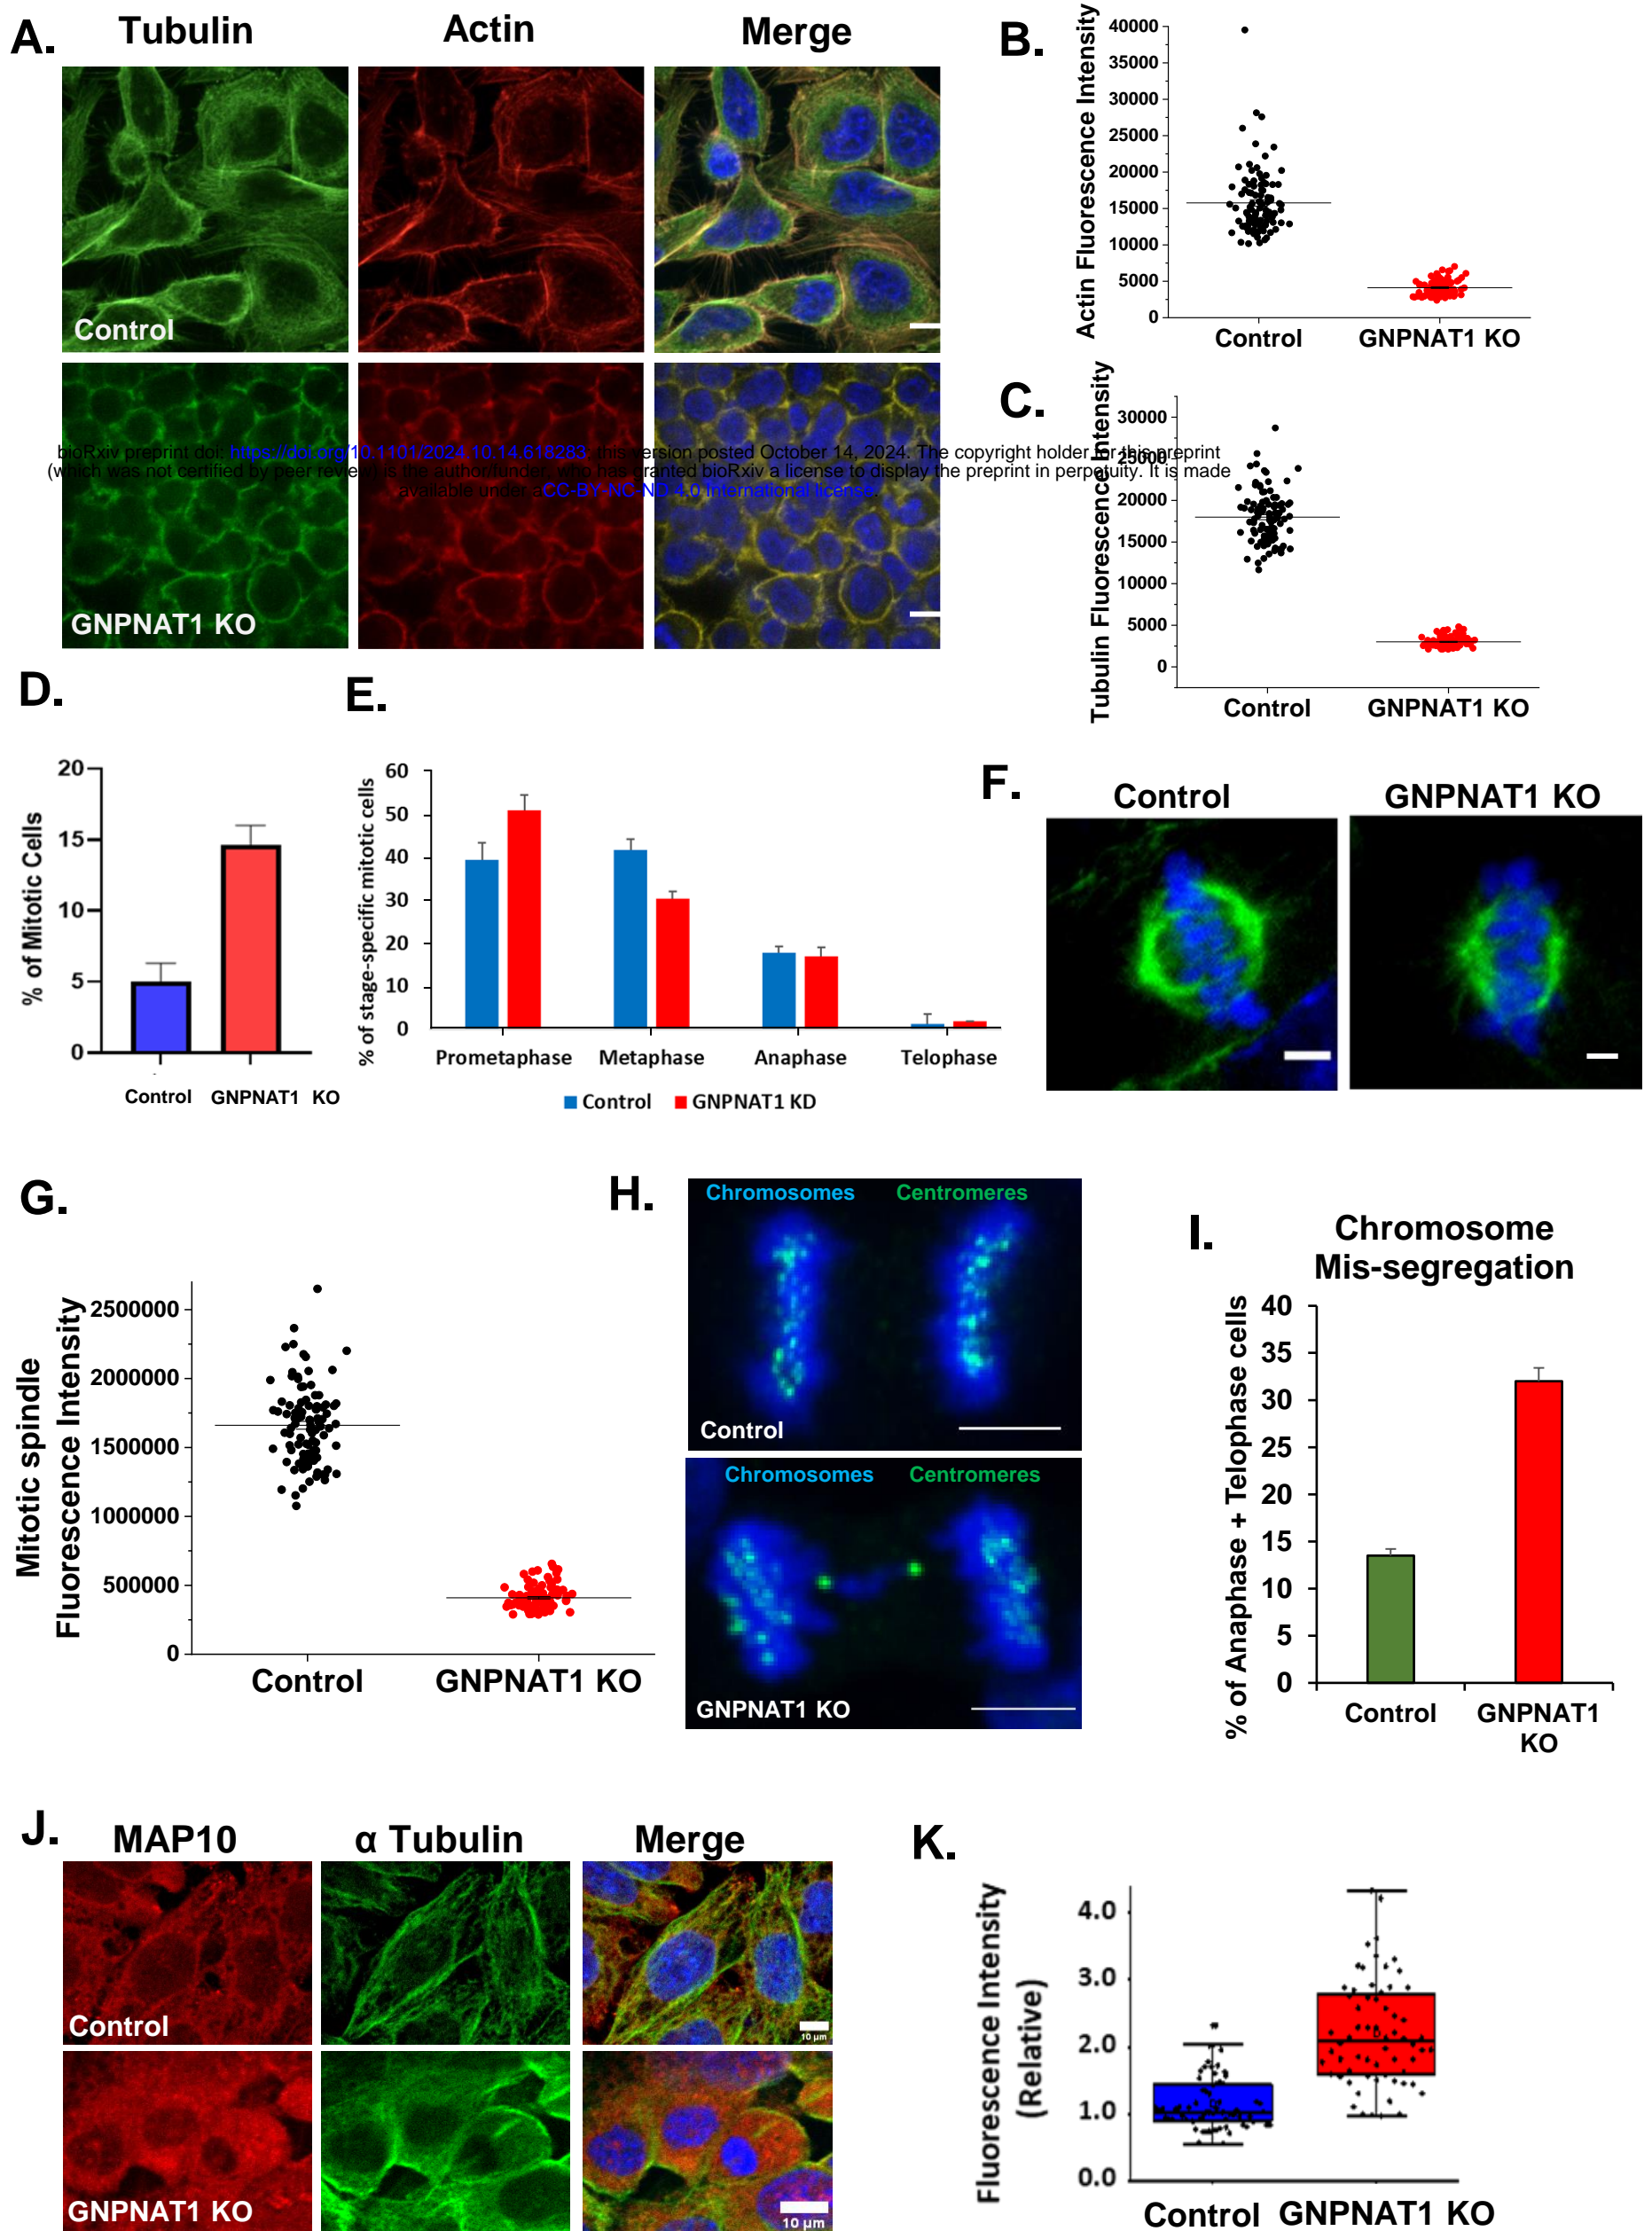 A.
Tubulin
Actin
Merge
Control
GNPNAT1 KO
bioRxiv preprint doi: https://doi.org/10.1101/2024.10.14.618283; this version posted October 14, 2024. The copyright holder for this preprint
(which was not certified by peer review) is the author/funder, who has granted bioRxiv a license to display the preprint in perpetuity. It is made
available under aCC-BY-NC-ND 4.0 International license.
B.
Actin Fluorescence Intensity
40000
35000
30000
25000
20000
15000
10000
5000
0
Control
GNPNAT1 KO
C.
Tubulin Fluorescence Intensity
30000
25000
20000
15000
10000
5000
0
Control
GNPNAT1 KO
D.
% of Mitotic Cells
20
15
10
5
0
Control
GNPNAT1 KO
E.
% of stage-specific mitotic cells
60
50
40
30
20
10
0
Prometaphase
Metaphase
Anaphase
Telophase
Control
GNPNAT1 KD
F.
Control
GNPNAT1 KO
G.
Mitotic spindle
Fluorescence Intensity
2500000
2000000
1500000
1000000
500000
0
Control
GNPNAT1 KO
H.
Chromosomes
Centromeres
Control
Chromosomes
Centromeres
GNPNAT1 KO
I.
Chromosome
Mis-segregation
% of Anaphase + Telophase cells
40
35
30
25
20
15
10
5
0
Control
GNPNAT1
KO
J.
MAP10
α Tubulin
Merge
Control
10 µm
GNPNAT1 KO
10 µm
K.
Fluorescence Intensity
(Relative)
4.0
3.0
2.0
1.0
0.0
Control
GNPNAT1 KO